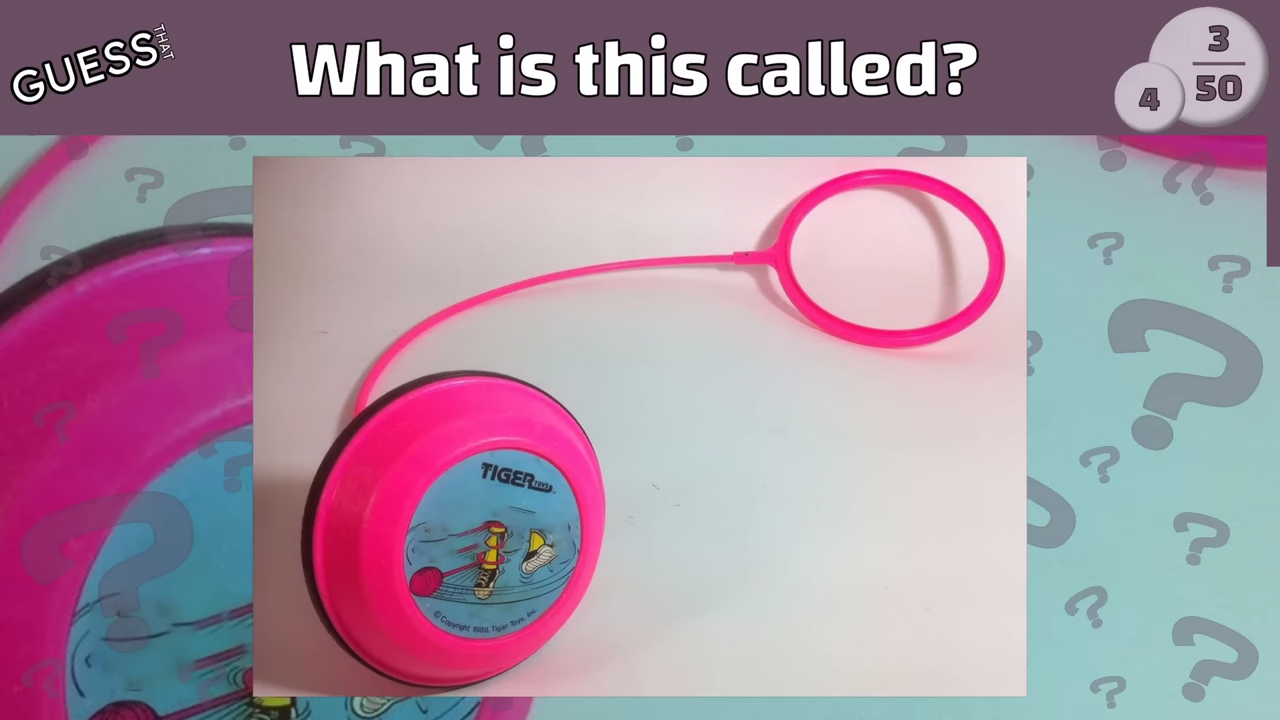 GUESS THAT
What is this called?
3
50
4
TIGER TOYS
© Copyright 1988, Tiger Toys, Inc.